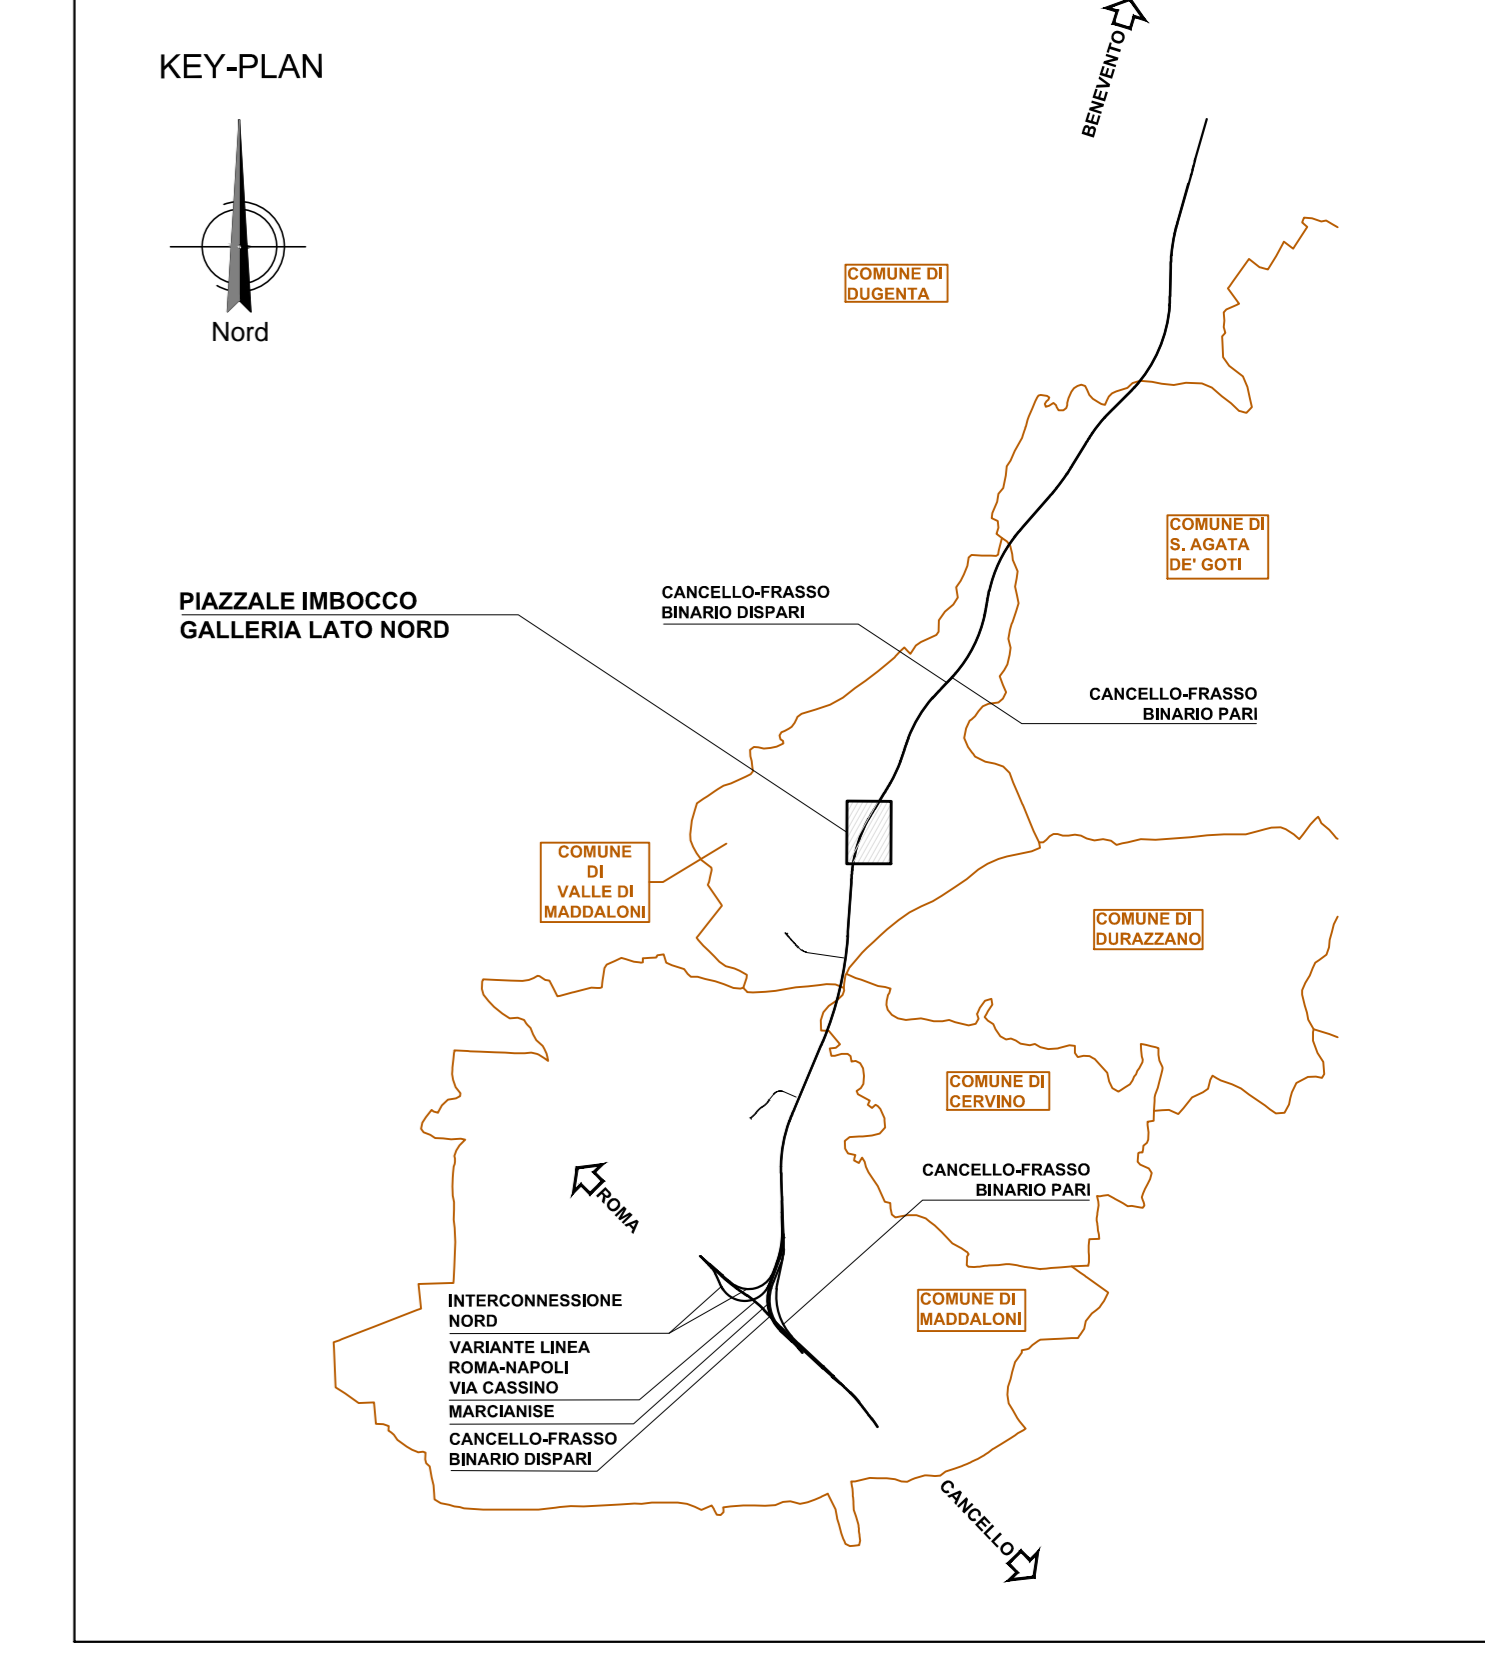 BENEVENTO
KEY-PLAN
Nord
COMUNE DI
DUGENTA
COMUNE DI
S. AGATA
DE' GOTI
PIAZZALE IMBOCCO
GALLERIA LATO NORD
CANCELLO-FRASSO
BINARIO DISPARI
CANCELLO-FRASSO
BINARIO PARI
COMUNE
DI
VALLE DI
MADDALONI
COMUNE DI
DURAZZANO
COMUNE DI
CERVINO
CANCELLO-FRASSO
BINARIO PARI
ROMA
INTERCONNESSIONE
NORD
COMUNE DI
MADDALONI
VARIANTE LINEA
ROMA-NAPOLI
VIA CASSINO
MARCIANISE
CANCELLO-FRASSO
BINARIO DISPARI
CANCELLO